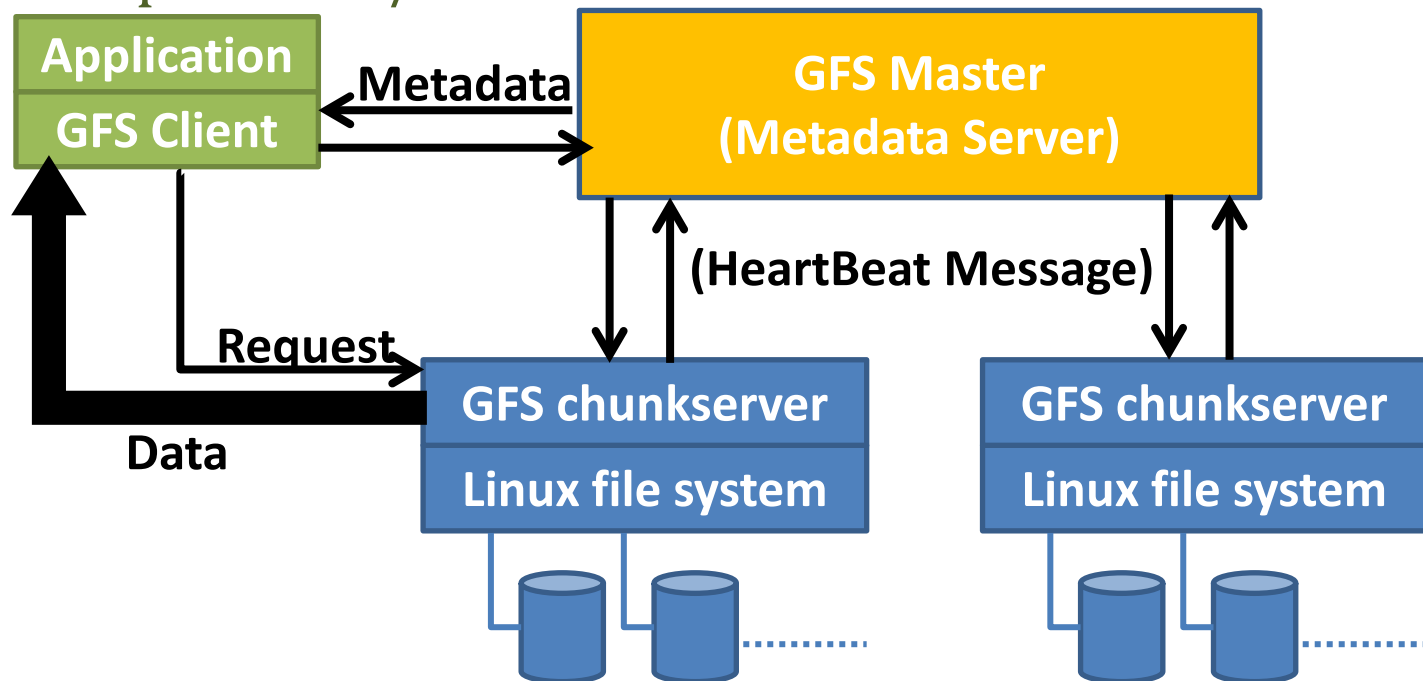 Application
GFS Client
Metadata
GFS Master
(Metadata Server)
(HeartBeat Message)
Request
Data
GFS chunkserver
Linux file system
GFS chunkserver
Linux file system